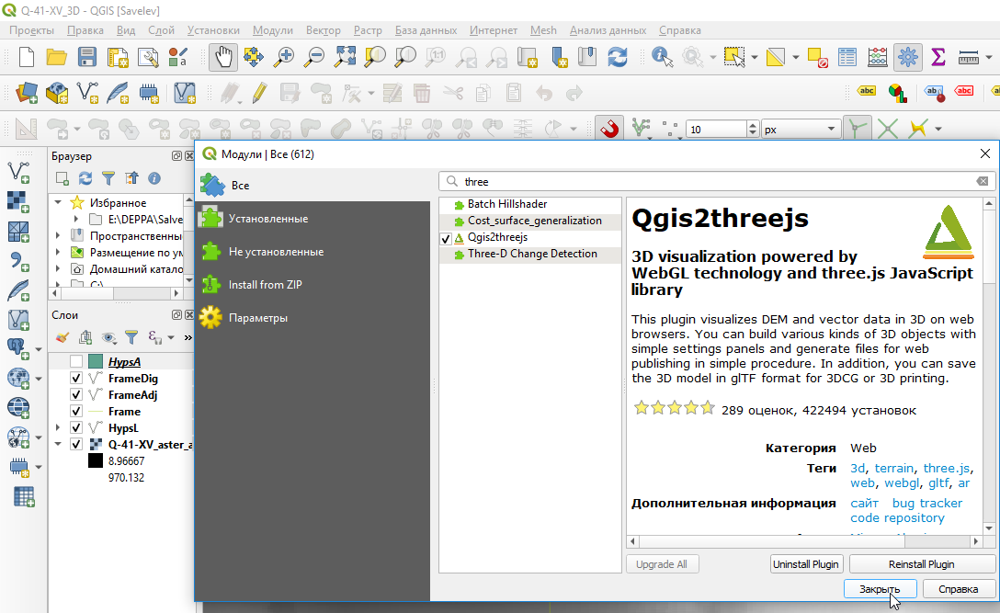 Q-41-XV_3D - QGIS [Savelev]
Проекты Правка Вид Слой Установки Модули Вектор Растр База данных Интернет Mesh Анализ данных Справка
1:1
abc ab abc
10 px
Браузер
Избранное
E:\DEPPA\Salve
Пространственны
Размещение по ум
Домашний катало
C:\
Слои
HypsA
FrameDig
FrameAdj
Frame
HypsL
Q-41-XV_aster_a
8.96667
970.132
Модули | Все (612)
Все
Установленные
Не установленные
Install from ZIP
Параметры
three
Batch Hillshader
Cost_surface_generalization
Qgis2threejs
Three-D Change Detection
Qgis2threejs
3D visualization powered by
WebGL technology and three.js JavaScript
library
This plugin visualizes DEM and vector data in 3D on web
browsers. You can build various kinds of 3D objects with
simple settings panels and generate files for web
publishing in simple procedure. In addition, you can save
the 3D model in glTF format for 3DCG or 3D printing.
289 оценок, 422494 установок
Категория Web
Теги 3d, terrain, three.js,
web, webgl, gltf, ar
Дополнительная информация сайт bug tracker
code repository
Upgrade All Uninstall Plugin Reinstall Plugin
Закрыть Справка